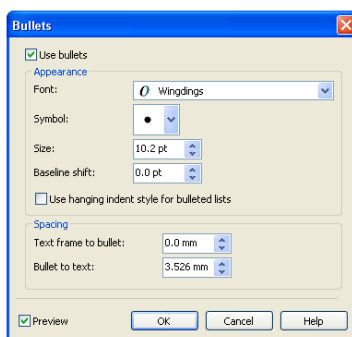 Bullets
Use bullets
Appearance
Font: Wingdings
Symbol:
Size: 10.2 pt
Baseline shift: 0.0 pt
Use hanging indent style for bulleted lists
Spacing
Text frame to bullet: 0.0 mm
Bullet to text: 3.526 mm
Preview OK Cancel Help